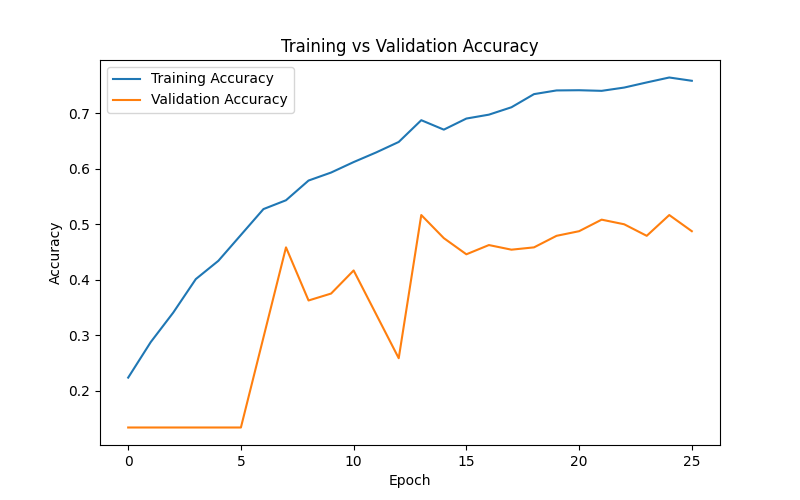 Training vs Validation Accuracy
Training Accuracy
Validation Accuracy
Accuracy
0.7
0.6
0.5
0.4
0.3
0.2
0 5 10 15 20 25
Epoch